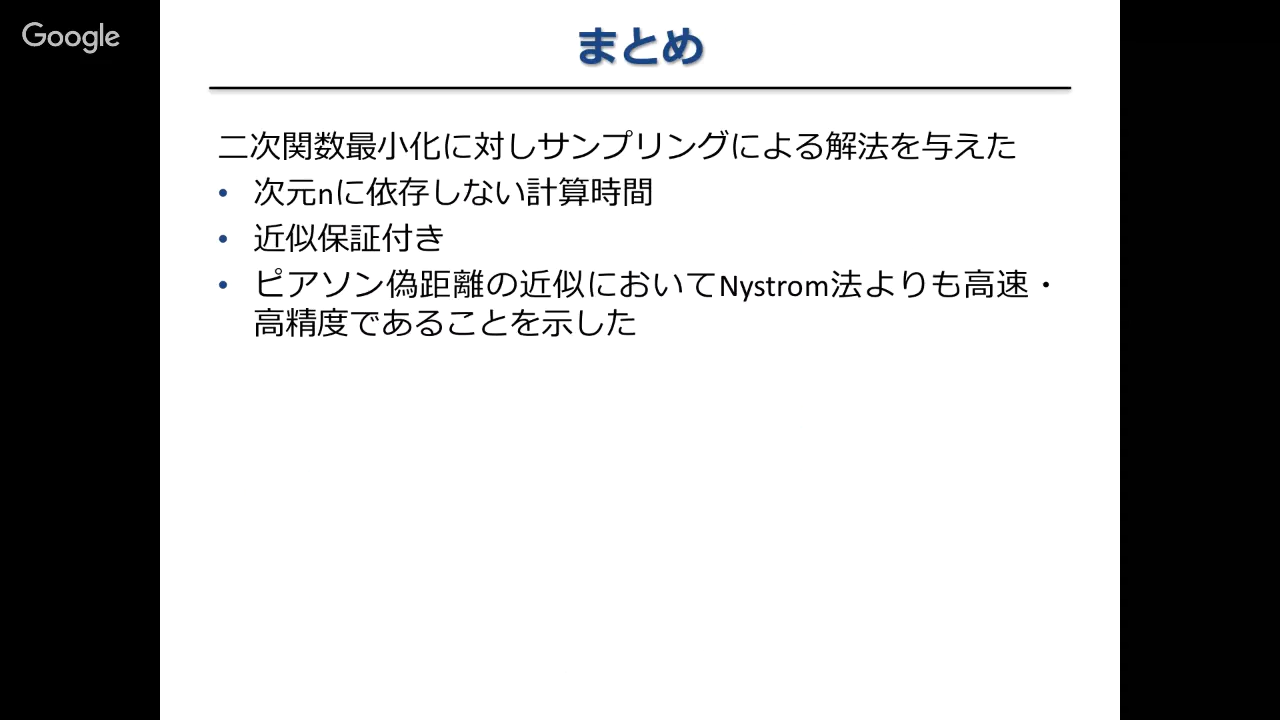 Google
まとめ
二次関数最小化に対しサンプリングによる解法を与えた
• 次元nに依存しない計算時間
• 近似保証付き
• ピアソン偽距離の近似においてNystrom法よりも高速・
高精度であることを示した